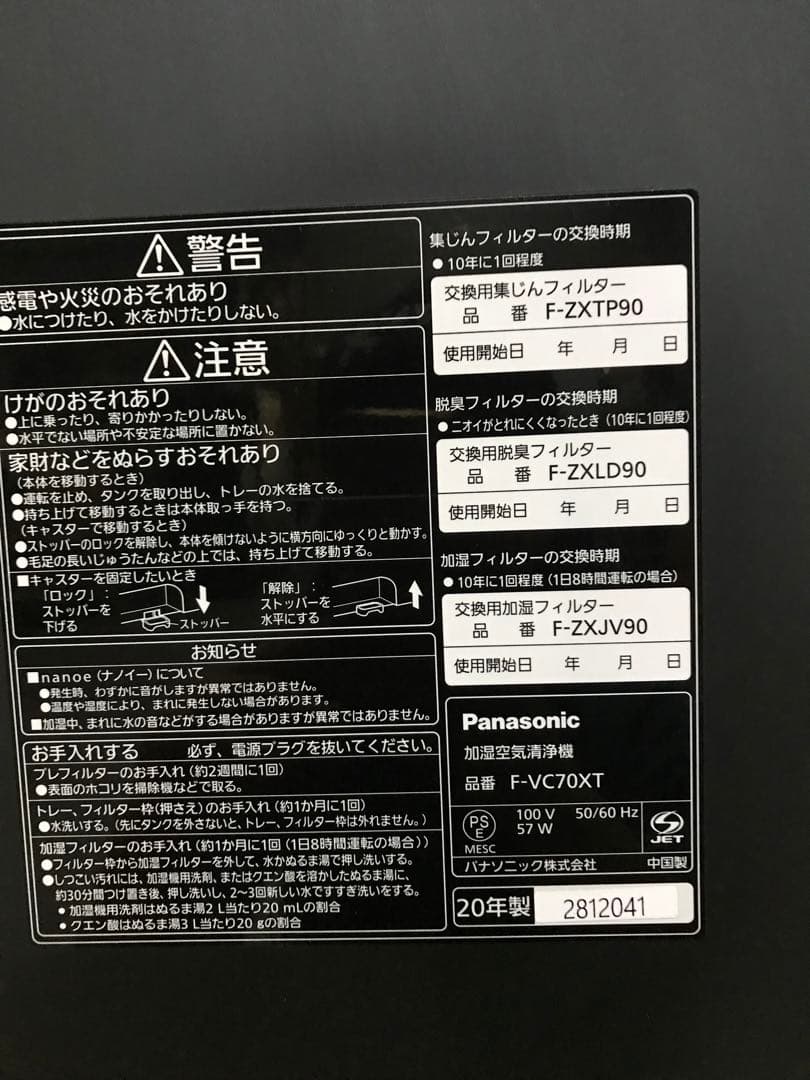 警告
感電や火災のおそれあり
●水につけたり、水をかけたりしない。
注意
けがのおそれあり
●上に乗ったり、寄りかかったりしない。
●水平でない場所や不安定な場所に置かない。
家財などをぬらすおそれあり
(本体を移動するとき)
●運転を止め、タンクを取り出し、トレーの水を捨てる。
●持ち上げて移動するときは本体取っ手を持つ。
(キャスターで移動するとき)
●ストッパーのロックを解除し、本体を傾けないように横方向にゆっくりと動かす。
●毛足の長いじゅうたんなどの上では、持ち上げて移動する。
■キャスターを固定したいとき
「ロック」:
ストッパーを
下げる
ストッパー
「解除」:
ストッパーを
水平にする
お知らせ
■nanoe(ナノイー)について
●発生時、わずかに音がしますが異常ではありません。
●温度や湿度により、まれに発生しない場合があります。
■加湿中、まれに水の音などがする場合がありますが異常ではありません。
お手入れする 必ず、電源プラグを抜いてください。
プレフィルターのお手入れ(約2週間に1回)
●表面のホコリを掃除機などで取る。
トレー、フィルター枠(押さえ)のお手入れ(約1か月に1回)
●水洗いする。(先にタンクを外さないと、トレー、フィルター枠は外れません。)
加湿フィルターのお手入れ(約1か月に1回(1日8時間運転の場合))
●フィルター枠から加湿フィルターを外して、水かぬるま湯で押し洗いする。
●しつこい汚れには、加湿機用洗剤、またはクエン酸を溶かしたぬるま湯に、
約30分間つけ置き後、押し洗いし、2~3回新しい水ですすぎ洗いをする。
• 加湿機用洗剤はぬるま湯2 L当たり20 mLの割合
• クエン酸はぬるま湯3 L当たり20 gの割合
集じんフィルターの交換時期
● 10年に1回程度
交換用集じんフィルター
品 番 F-ZXTP90
使用開始日 年 月 日
脱臭フィルターの交換時期
● ニオイがとれにくくなったとき(10年に1回程度)
交換用脱臭フィルター
品 番 F-ZXLD90
使用開始日 年 月 日
加湿フィルターの交換時期
● 10年に1回程度(1日8時間運転の場合)
交換用加湿フィルター
品 番 F-ZXJV90
使用開始日 年 月 日
Panasonic
加湿空気清浄機
品番 F-VC70XT
PS
E
MESC
100 V 50/60 Hz
57 W
JET
パナソニック株式会社 中国製
20年製 2812041